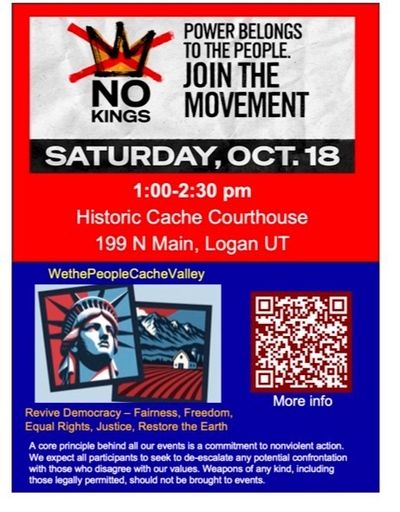 POWER BELONGS
TO THE PEOPLE.
JOIN THE
MOVEMENT
NO
KINGS
SATURDAY, OCT. 18
1:00-2:30 pm
Historic Cache Courthouse
199 N Main, Logan UT
WethePeopleCacheValley
More info
Revive Democracy – Fairness, Freedom,
Equal Rights, Justice, Restore the Earth
A core principle behind all our events is a commitment to nonviolent action.
We expect all participants to seek to de-escalate any potential confrontation
with those who disagree with our values. Weapons of any kind, including
those legally permitted, should not be brought to events.